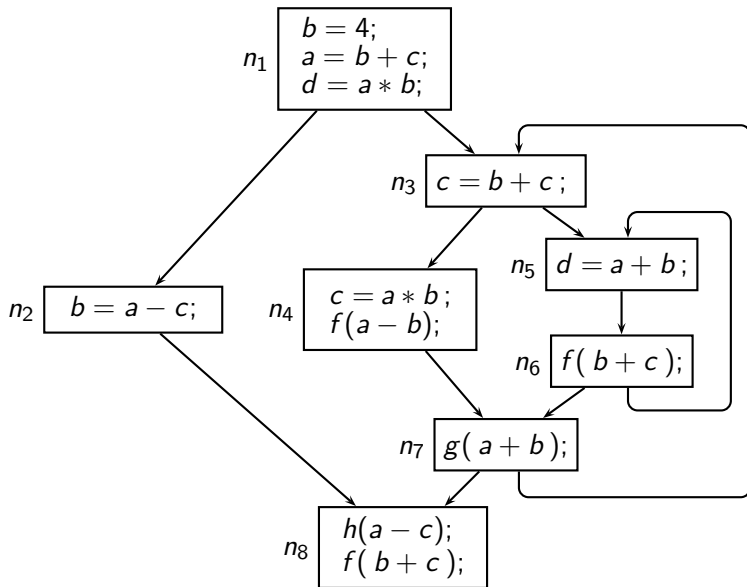 b = 4;
n1
a = b + c;
d = a ∗ b;
n3
c = b + c ;
n5
d = a + b ;
n2
b = a − c;
n4
c = a ∗ b ;
f(a − b);
n6
f( b + c );
n7
g( a + b );
n8
h(a − c);
f( b + c );